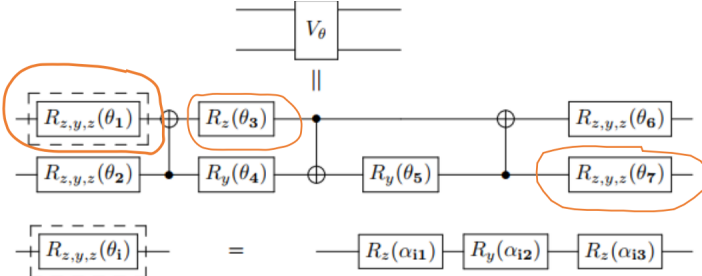 V_θ
||
R_{z,y,z}(θ_1) R_z(θ_3) R_{z,y,z}(θ_6)
R_{z,y,z}(θ_2) R_y(θ_4) R_y(θ_5) R_{z,y,z}(θ_7)
R_{z,y,z}(θ_i) = R_z(α_{i1}) R_y(α_{i2}) R_z(α_{i3})